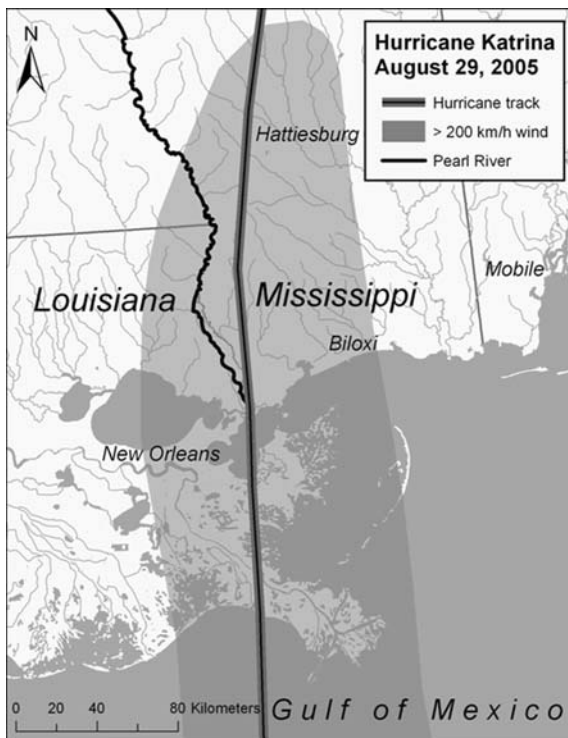 N
Hurricane Katrina
August 29, 2005
Hurricane track
> 200 km/h wind
Pearl River
Hattiesburg
Mobile
Louisiana
Mississippi
Biloxi
New Orleans
0 20 40 80 Kilometers
Gulf of Mexico